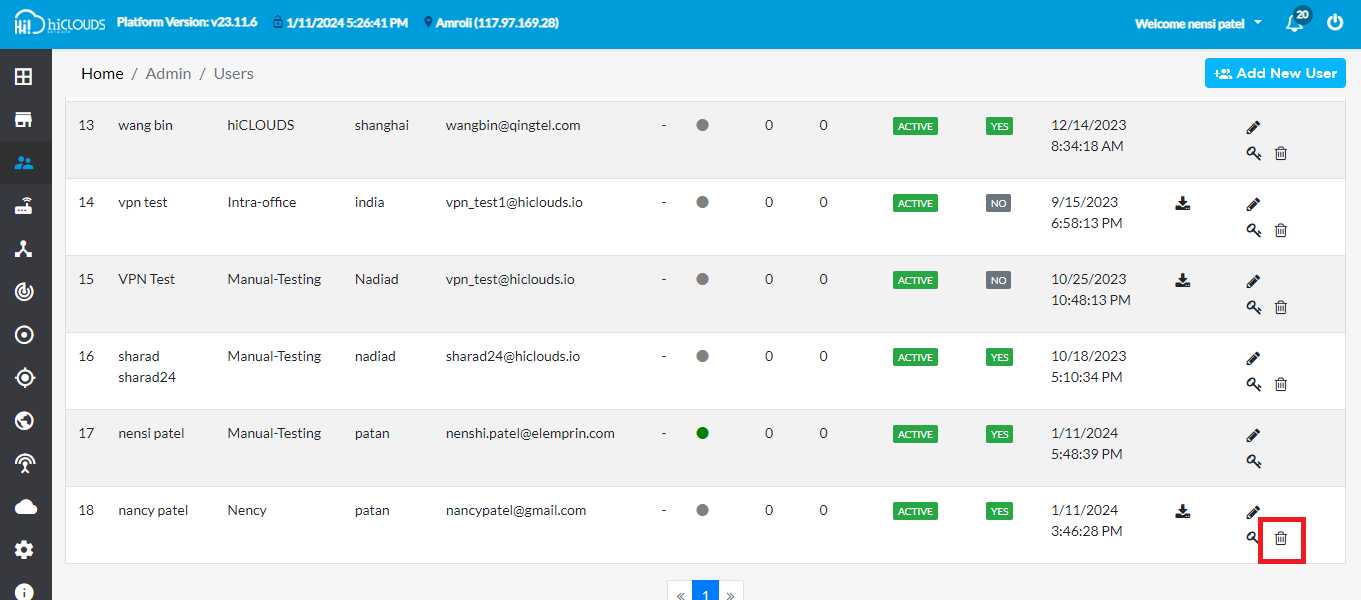 hiCLOUDS Platform Version: v23.11.6 1/11/2024 5:26:41 PM Amroli (117.97.169.28) Welcome nensi patel 20
Home / Admin / Users Add New User
13 wang bin hiCLOUDS shanghai wangbin@qingtel.com - 0 0 ACTIVE YES 12/14/2023
8:34:18 AM
14 vpn test Intra-office india vpn_test1@hiclouds.io - 0 0 ACTIVE NO 9/15/2023
6:58:13 PM
15 VPN Test Manual-Testing Nadiad vpn_test@hiclouds.io - 0 0 ACTIVE NO 10/25/2023
10:48:13 PM
16 sharad Manual-Testing nadiad sharad24@hiclouds.io - 0 0 ACTIVE YES 10/18/2023
sharad24 5:10:34 PM
17 nensi patel Manual-Testing patan nenshi.patel@elemprin.com - 0 0 ACTIVE YES 1/11/2024
5:48:39 PM
18 nancy patel Nency patan nancypatel@gmail.com - 0 0 ACTIVE YES 1/11/2024
3:46:28 PM
« 1 »